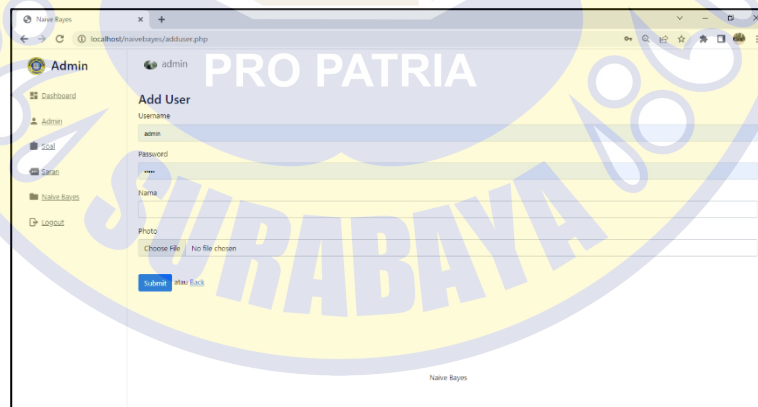 Naive Bayes
localhost/naivebayes/adduser.php
Admin
admin
PRO PATRIA
Dashboard
Admin
Soal
Saran
Naive Bayes
Logout
Add User
Username
admin
Password
•••••
Name
Photo
Choose File No file chosen
Submit atau Back
SURABAYA
Naive Bayes